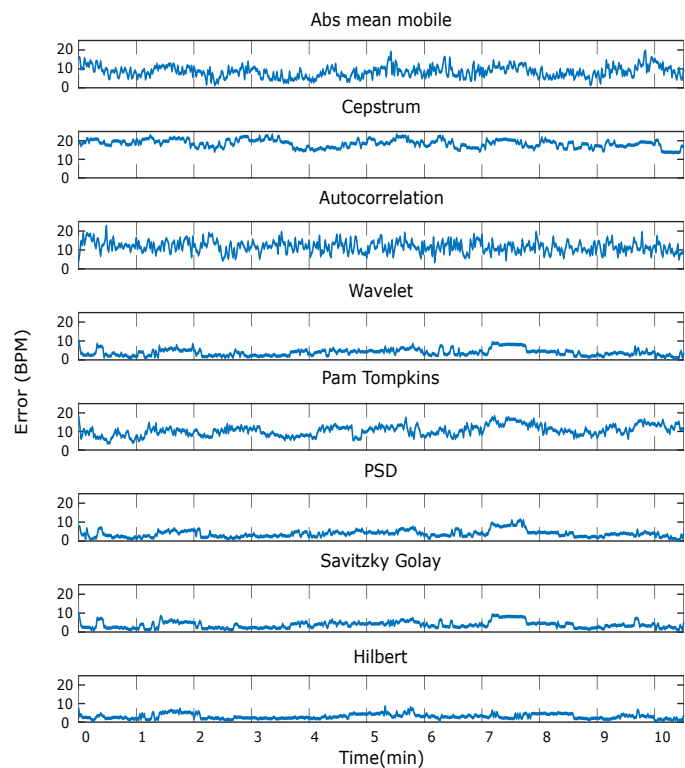 Abs mean mobile
20
10
0
Cepstrum
20
10
0
Autocorrelation
20
10
0
Wavelet
20
10
0
Error (BPM)
Pam Tompkins
20
10
0
PSD
20
10
0
Savitzky Golay
20
10
0
Hilbert
20
10
0
0 1 2 3 4 5 6 7 8 9 10
Time(min)